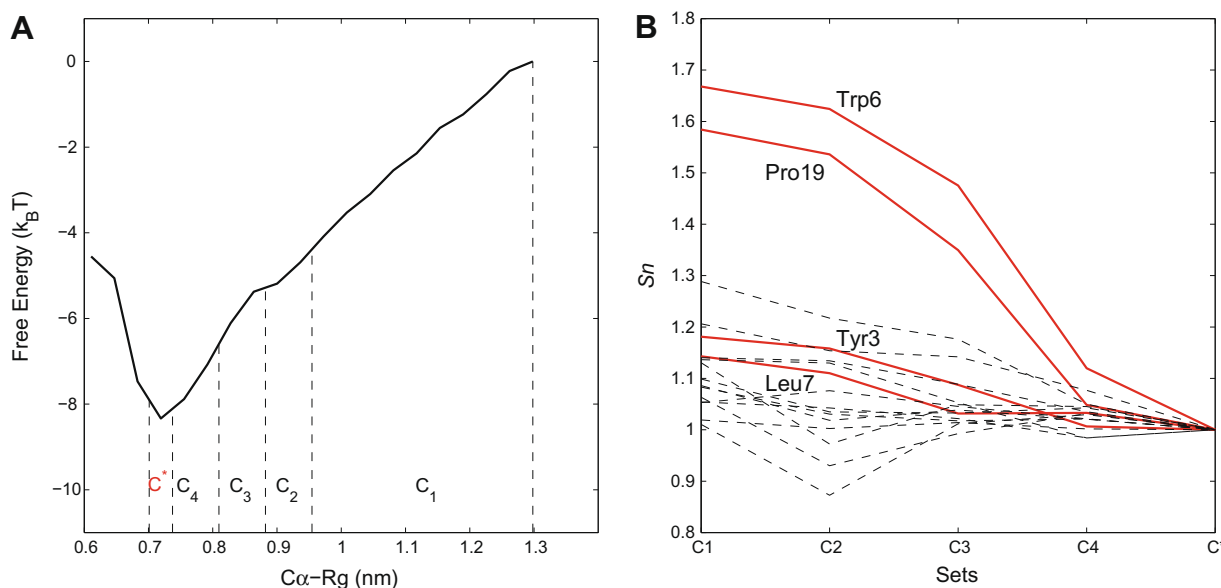 A
Free Energy (k_BT)
0
−2
−4
−6
−8
−10
C* C₄ C₃ C₂ C₁
0.6 0.7 0.8 0.9 1 1.1 1.2 1.3
Cα−Rg (nm)
B
Sn
1.8
1.7
1.6
1.5
1.4
1.3
1.2
1.1
1
0.9
0.8
Trp6
Pro19
Tyr3
Leu7
C1 C2 C3 C4 C*
Sets